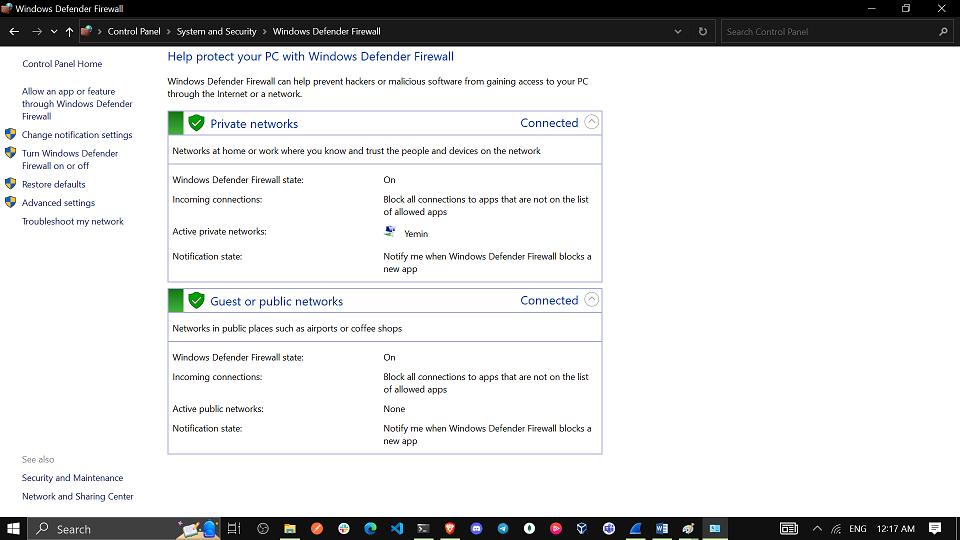 Windows Defender Firewall
Control Panel
System and Security
Windows Defender Firewall
Search Control Panel
Control Panel Home
Allow an app or feature
through Windows Defender
Firewall
Change notification settings
Turn Windows Defender
Firewall on or off
Restore defaults
Advanced settings
Troubleshoot my network
See also
Security and Maintenance
Network and Sharing Center
Help protect your PC with Windows Defender Firewall
Windows Defender Firewall can help prevent hackers or malicious software from gaining access to your PC
through the Internet or a network.
Private networks
Connected
Networks at home or work where you know and trust the people and devices on the network
Windows Defender Firewall state:
On
Incoming connections:
Block all connections to apps that are not on the list
of allowed apps
Active private networks:
Yemin
Notification state:
Notify me when Windows Defender Firewall blocks a
new app
Guest or public networks
Connected
Networks in public places such as airports or coffee shops
Windows Defender Firewall state:
On
Incoming connections:
Block all connections to apps that are not on the list
of allowed apps
Active public networks:
None
Notification state:
Notify me when Windows Defender Firewall blocks a
new app
Search
ENG
12:17 AM